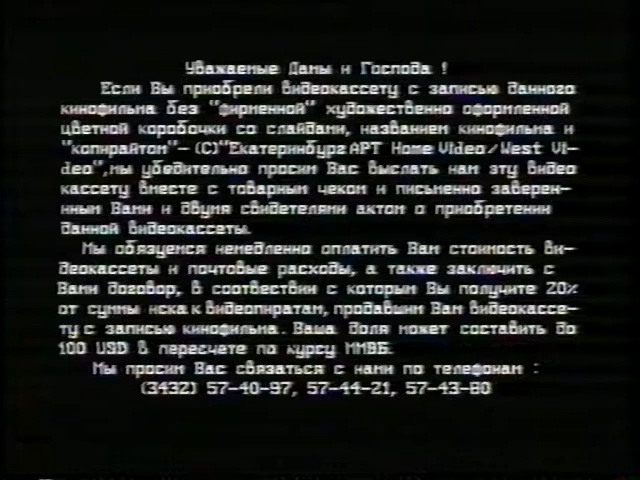 Уважаемые Дамы и Господа !
Если Вы приобрели видеокассету с записью данного
кинофильма без "фирменной" художественно оформленной
цветной коробочки со слайдами, названием кинофильма и
"копирайтом"- (C)"Екатеринбург АРТ Home Video/West Vi-
deo",мы убедительно просим Вас выслать нам эту видео
кассету вместе с товарным чеком и письменно заверен-
нным Вами и двумя свидетелями актом о приобретении
данной видеокассеты.
Мы обязуемся немедленно оплатить Вам стоимость ви-
деокассеты и почтовые расходы, а также заключить с
Вами договор, в соотвествии с которым Вы получите 20%
от суммы иска к видеопиратам, продавшим Вам видеокассе-
ту с записью кинофильма. Ваша доля может составить до
100 USD в пересчете по курсу ММВБ.
Мы просим Вас связаться с нами по телефонам :
(3432) 57-40-97, 57-44-21, 57-43-80